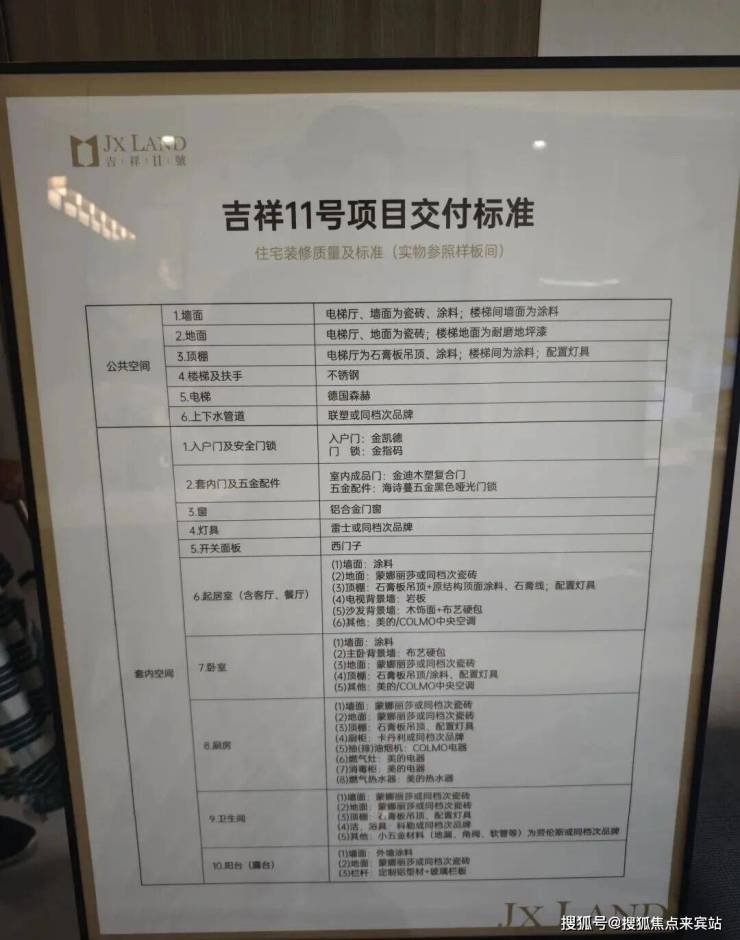 JX LAND
吉·祥·11·號
吉祥11号项目交付标准
住宅装修质量及标准（实物参照样板间）
公共空间
1.墙面
电梯厅、墙面为瓷砖、涂料；楼梯间墙面为涂料
2.地面
电梯厅、地面为瓷砖；楼梯地面为耐磨地坪漆
3.顶棚
电梯厅为石膏板吊顶、涂料；楼梯间为涂料；配置灯具
4.楼梯及扶手
不锈钢
5.电梯
德国森赫
6.上下水管道
联塑或同档次品牌
套内空间
1.入户门及安全门锁
入户门：金凯德
门　锁：金指码
2.套内门及五金配件
室内成品门：金迪木塑复合门
五金配件：海诗蔓五金黑色哑光门锁
3.窗
铝合金门窗
4.灯具
雷士或同档次品牌
5.开关面板
西门子
6.起居室（含客厅、餐厅）
(1)墙面：涂料
(2)地面：蒙娜丽莎或同档次瓷砖
(3)顶棚：石膏板吊顶+原结构顶面涂料、石膏线；配置灯具
(4)电视背景墙：岩板
(5)沙发背景墙：木饰面+布艺硬包
(6)其他：美的/COLMO中央空调
7.卧室
(1)墙面：涂料
(2)主卧背景墙：布艺硬包
(3)地面：蒙娜丽莎或同档次瓷砖
(4)顶棚：石膏板吊顶/涂料、配置灯具
(5)其他：美的/COLMO中央空调
8.厨房
(1)墙面：蒙娜丽莎或同档次瓷砖
(2)地面：蒙娜丽莎或同档次瓷砖
(3)顶棚：石膏板吊顶、配置灯具
(4)厨柜：卡丹利或同档次品牌
(5)抽(排)油烟机：COLMO电器
(6)燃气灶：美的电器
(7)消毒柜：美的电器
(8)燃气热水器：美的热水器
9.卫生间
(1)墙面：蒙娜丽莎或同档次瓷砖
(2)地面：蒙娜丽莎或同档次瓷砖
(3)顶棚：石膏板吊顶、配置灯具
(4)洁、浴具：科勒或同档次品牌
(5)其他：小五金材料（地漏、角阀、软管等）为劳伦斯或同档次品牌
10.阳台（露台）
(1)墙面：外墙涂料
(2)地面：蒙娜丽莎或同档次瓷砖
(3)栏杆：定制铝型材+玻璃栏板
JX LAND
搜狐号@搜狐焦点来宾站